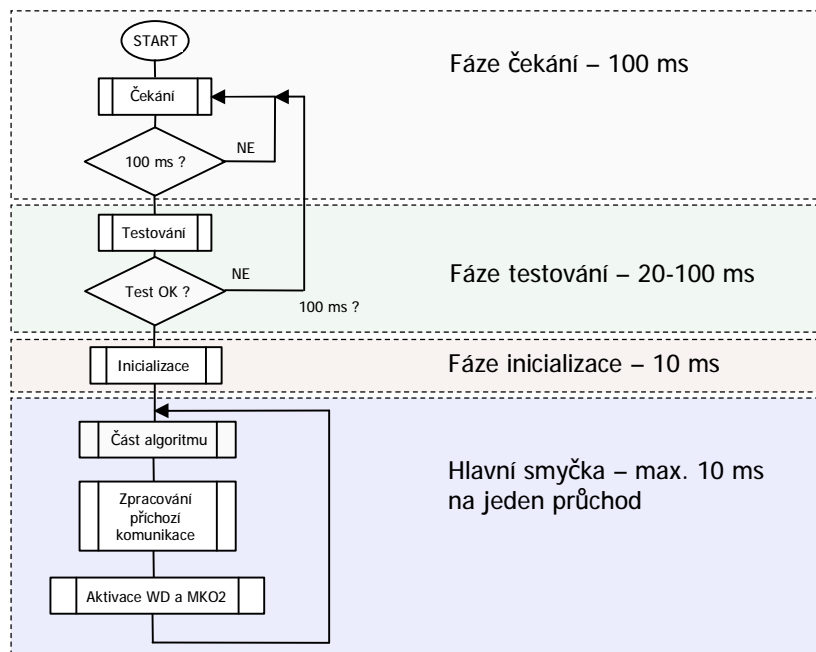 START
Fáze čekání – 100 ms
Čekání
NE
100 ms ?
Testování
NE
Fáze testování – 20-100 ms
Test OK ?
100 ms ?
Inicializace
Fáze inicializace – 10 ms
Část algoritmu
Hlavní smyčka – max. 10 ms
na jeden průchod
Zpracování
příchozí
komunikace
Aktivace WD a MKO2